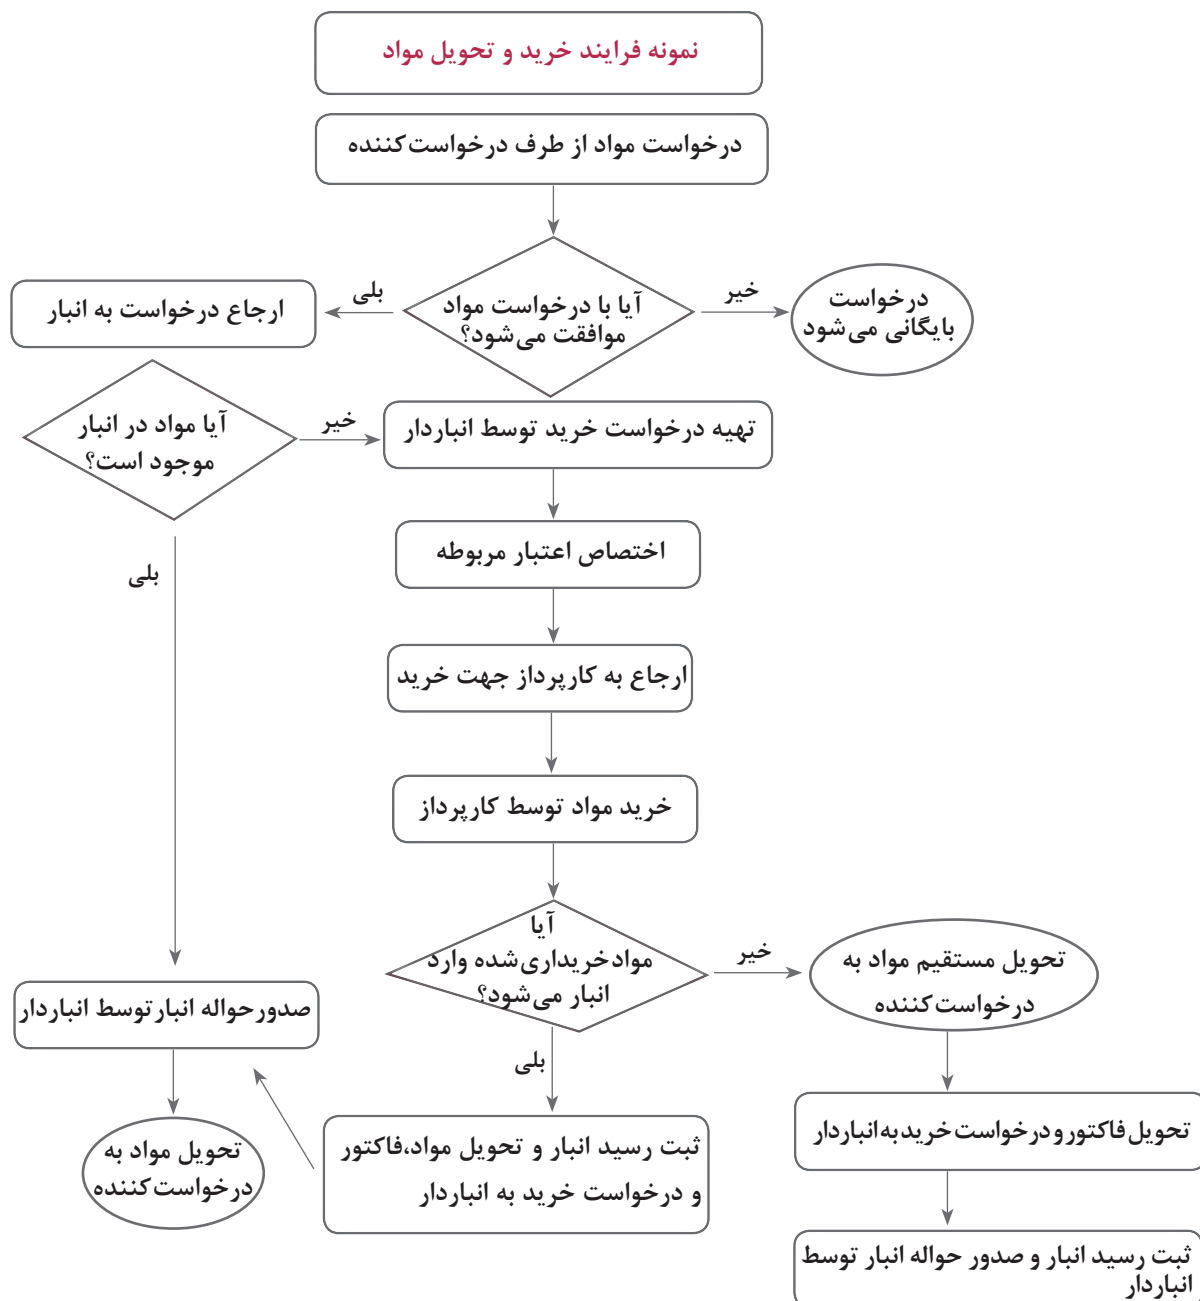 نمونه فرایند خرید و تحویل مواد
درخواست مواد از طرف درخواست‌کننده
آیا با درخواست مواد
موافقت می‌شود؟
خیر
درخواست
بایگانی می‌شود
بلی
ارجاع درخواست به انبار
آیا مواد در انبار
موجود است؟
خیر
تهیه درخواست خرید توسط انباردار
اختصاص اعتبار مربوطه
بلی
ارجاع به کارپرداز جهت خرید
خرید مواد توسط کارپرداز
آیا
موادخریداری‌شده وارد
انبار می‌شود؟
خیر
تحویل مستقیم مواد به
درخواست‌کننده
بلی
صدورحواله انبارتوسط انباردار
تحویل مواد به
درخواست‌کننده
ثبت رسید انبار و تحویل مواد،فاکتور
و درخواست خرید به انباردار
تحویل‌فاکتورو‌درخواست‌خریدبه‌انباردار
ثبت رسید انبار و صدور حواله انبار توسط
انباردار